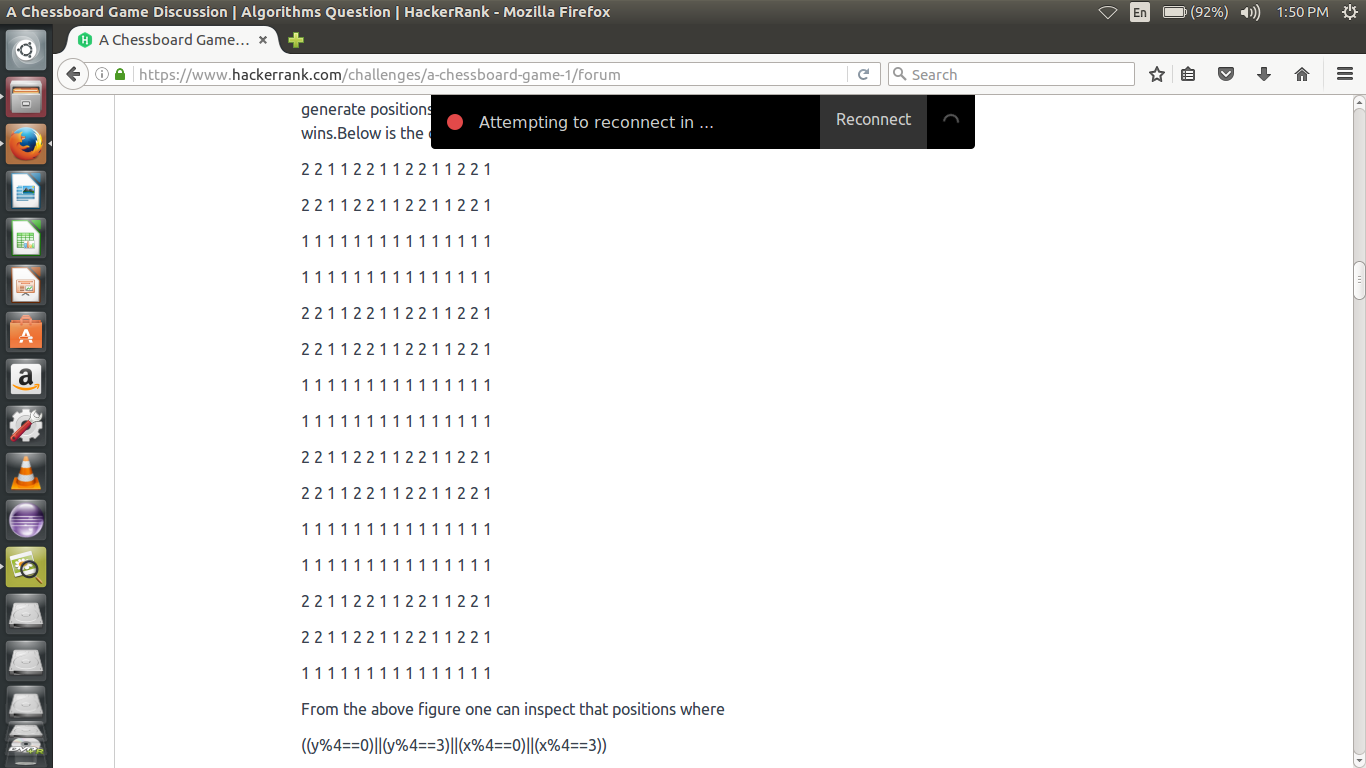 A Chessboard Game Discussion | Algorithms Question | HackerRank - Mozilla Firefox
En (92%) 1:50 PM
A Chessboard Game...
https://www.hackerrank.com/challenges/a-chessboard-game-1/forum
Search
generate positions
Attempting to reconnect in ... Reconnect
wins.Below is the
2 2 1 1 2 2 1 1 2 2 1 1 2 2 1
2 2 1 1 2 2 1 1 2 2 1 1 2 2 1
1 1 1 1 1 1 1 1 1 1 1 1 1 1 1
1 1 1 1 1 1 1 1 1 1 1 1 1 1 1
2 2 1 1 2 2 1 1 2 2 1 1 2 2 1
2 2 1 1 2 2 1 1 2 2 1 1 2 2 1
1 1 1 1 1 1 1 1 1 1 1 1 1 1 1
1 1 1 1 1 1 1 1 1 1 1 1 1 1 1
2 2 1 1 2 2 1 1 2 2 1 1 2 2 1
2 2 1 1 2 2 1 1 2 2 1 1 2 2 1
1 1 1 1 1 1 1 1 1 1 1 1 1 1 1
1 1 1 1 1 1 1 1 1 1 1 1 1 1 1
2 2 1 1 2 2 1 1 2 2 1 1 2 2 1
2 2 1 1 2 2 1 1 2 2 1 1 2 2 1
1 1 1 1 1 1 1 1 1 1 1 1 1 1 1
From the above figure one can inspect that positions where
((y%4==0)||(y%4==3)||(x%4==0)||(x%4==3))